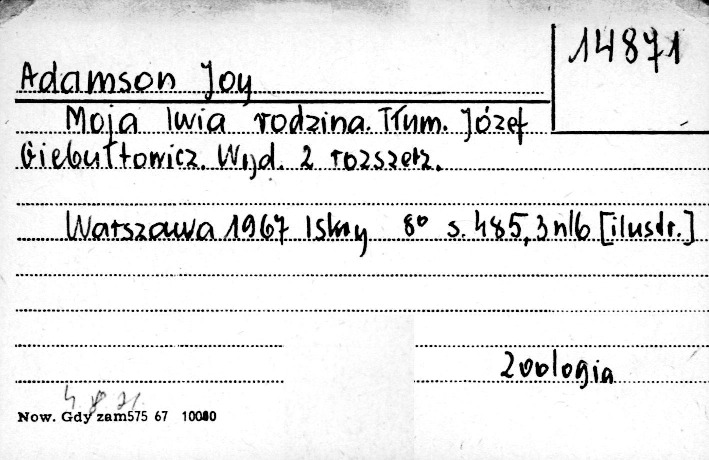 14871
Adamson Joy
Moja lwia rodzina. Tłum. Józef
Giebułtowicz. Wyd. 2 rozszerz.
Warszawa 1967 Iskry 8° s. 485, 3 nlb [ilustr.]
Zoologia
Now. Gdy zam575 67 10000